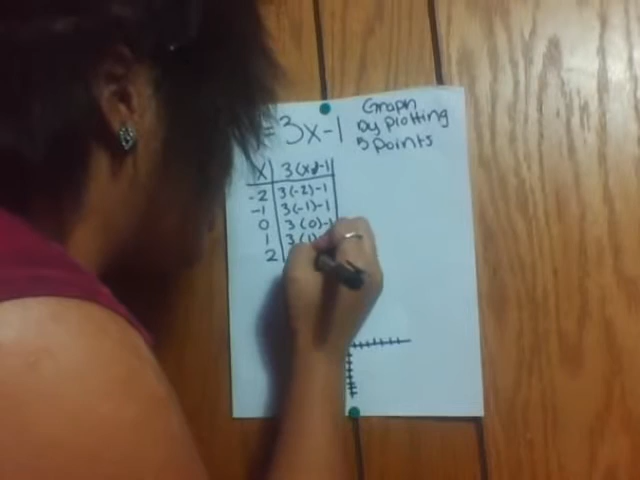 = 3x-1
Graph
by plotting
5 points
x 3(x)-1
-2 3(-2)-1
-1 3(-1)-1
0 3(0)-
1 3(1)
2